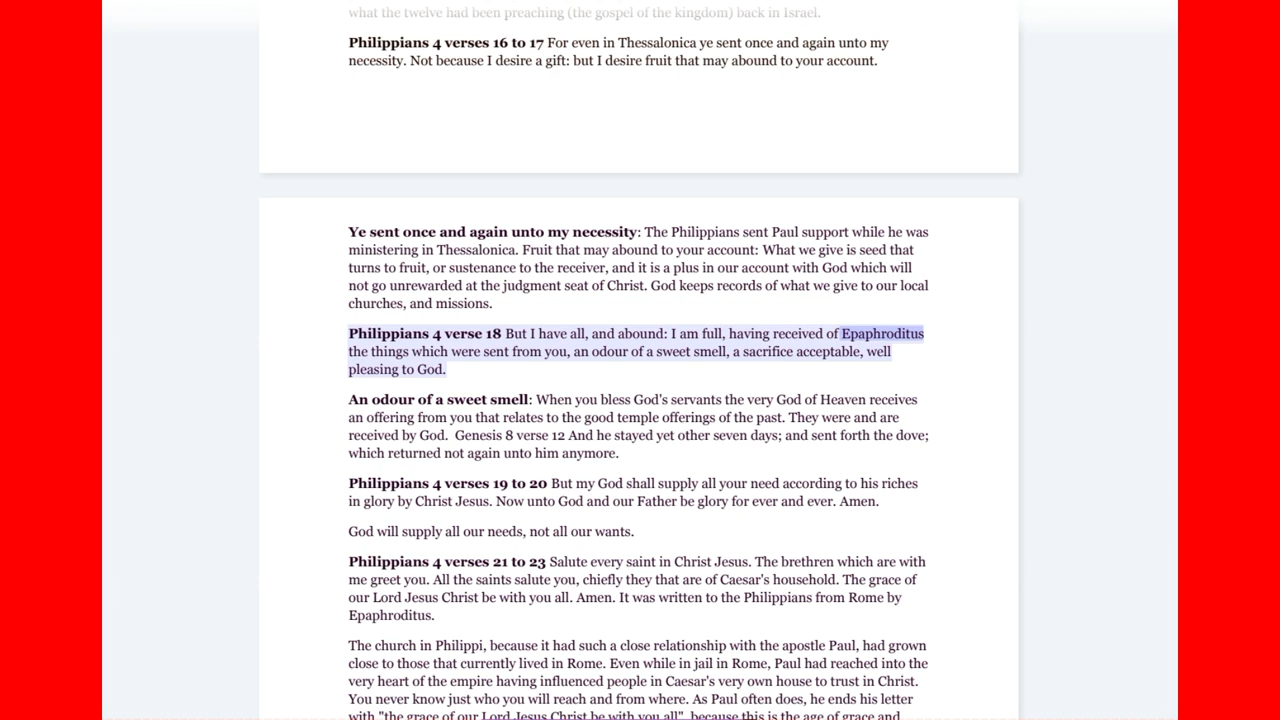 what the twelve had been preaching (the gospel of the kingdom) back in Israel.
Philippians 4 verses 16 to 17 For even in Thessalonica ye sent once and again unto my
necessity. Not because I desire a gift: but I desire fruit that may abound to your account.
Ye sent once and again unto my necessity: The Philippians sent Paul support while he was
ministering in Thessalonica. Fruit that may abound to your account: What we give is seed that
turns to fruit, or sustenance to the receiver, and it is a plus in our account with God which will
not go unrewarded at the judgment seat of Christ. God keeps records of what we give to our local
churches, and missions.
Philippians 4 verse 18 But I have all, and abound: I am full, having received of Epaphroditus
the things which were sent from you, an odour of a sweet smell, a sacrifice acceptable, well
pleasing to God.
An odour of a sweet smell: When you bless God's servants the very God of Heaven receives
an offering from you that relates to the good temple offerings of the past. They were and are
received by God.  Genesis 8 verse 12 And he stayed yet other seven days; and sent forth the dove;
which returned not again unto him anymore.
Philippians 4 verses 19 to 20 But my God shall supply all your need according to his riches
in glory by Christ Jesus. Now unto God and our Father be glory for ever and ever. Amen.
God will supply all our needs, not all our wants.
Philippians 4 verses 21 to 23 Salute every saint in Christ Jesus. The brethren which are with
me greet you. All the saints salute you, chiefly they that are of Caesar's household. The grace of
our Lord Jesus Christ be with you all. Amen. It was written to the Philippians from Rome by
Epaphroditus.
The church in Philippi, because it had such a close relationship with the apostle Paul, had grown
close to those that currently lived in Rome. Even while in jail in Rome, Paul had reached into the
very heart of the empire having influenced people in Caesar's very own house to trust in Christ.
You never know just who you will reach and from where. As Paul often does, he ends his letter
with "the grace of our Lord Jesus Christ be with you all", because this is the age of grace and